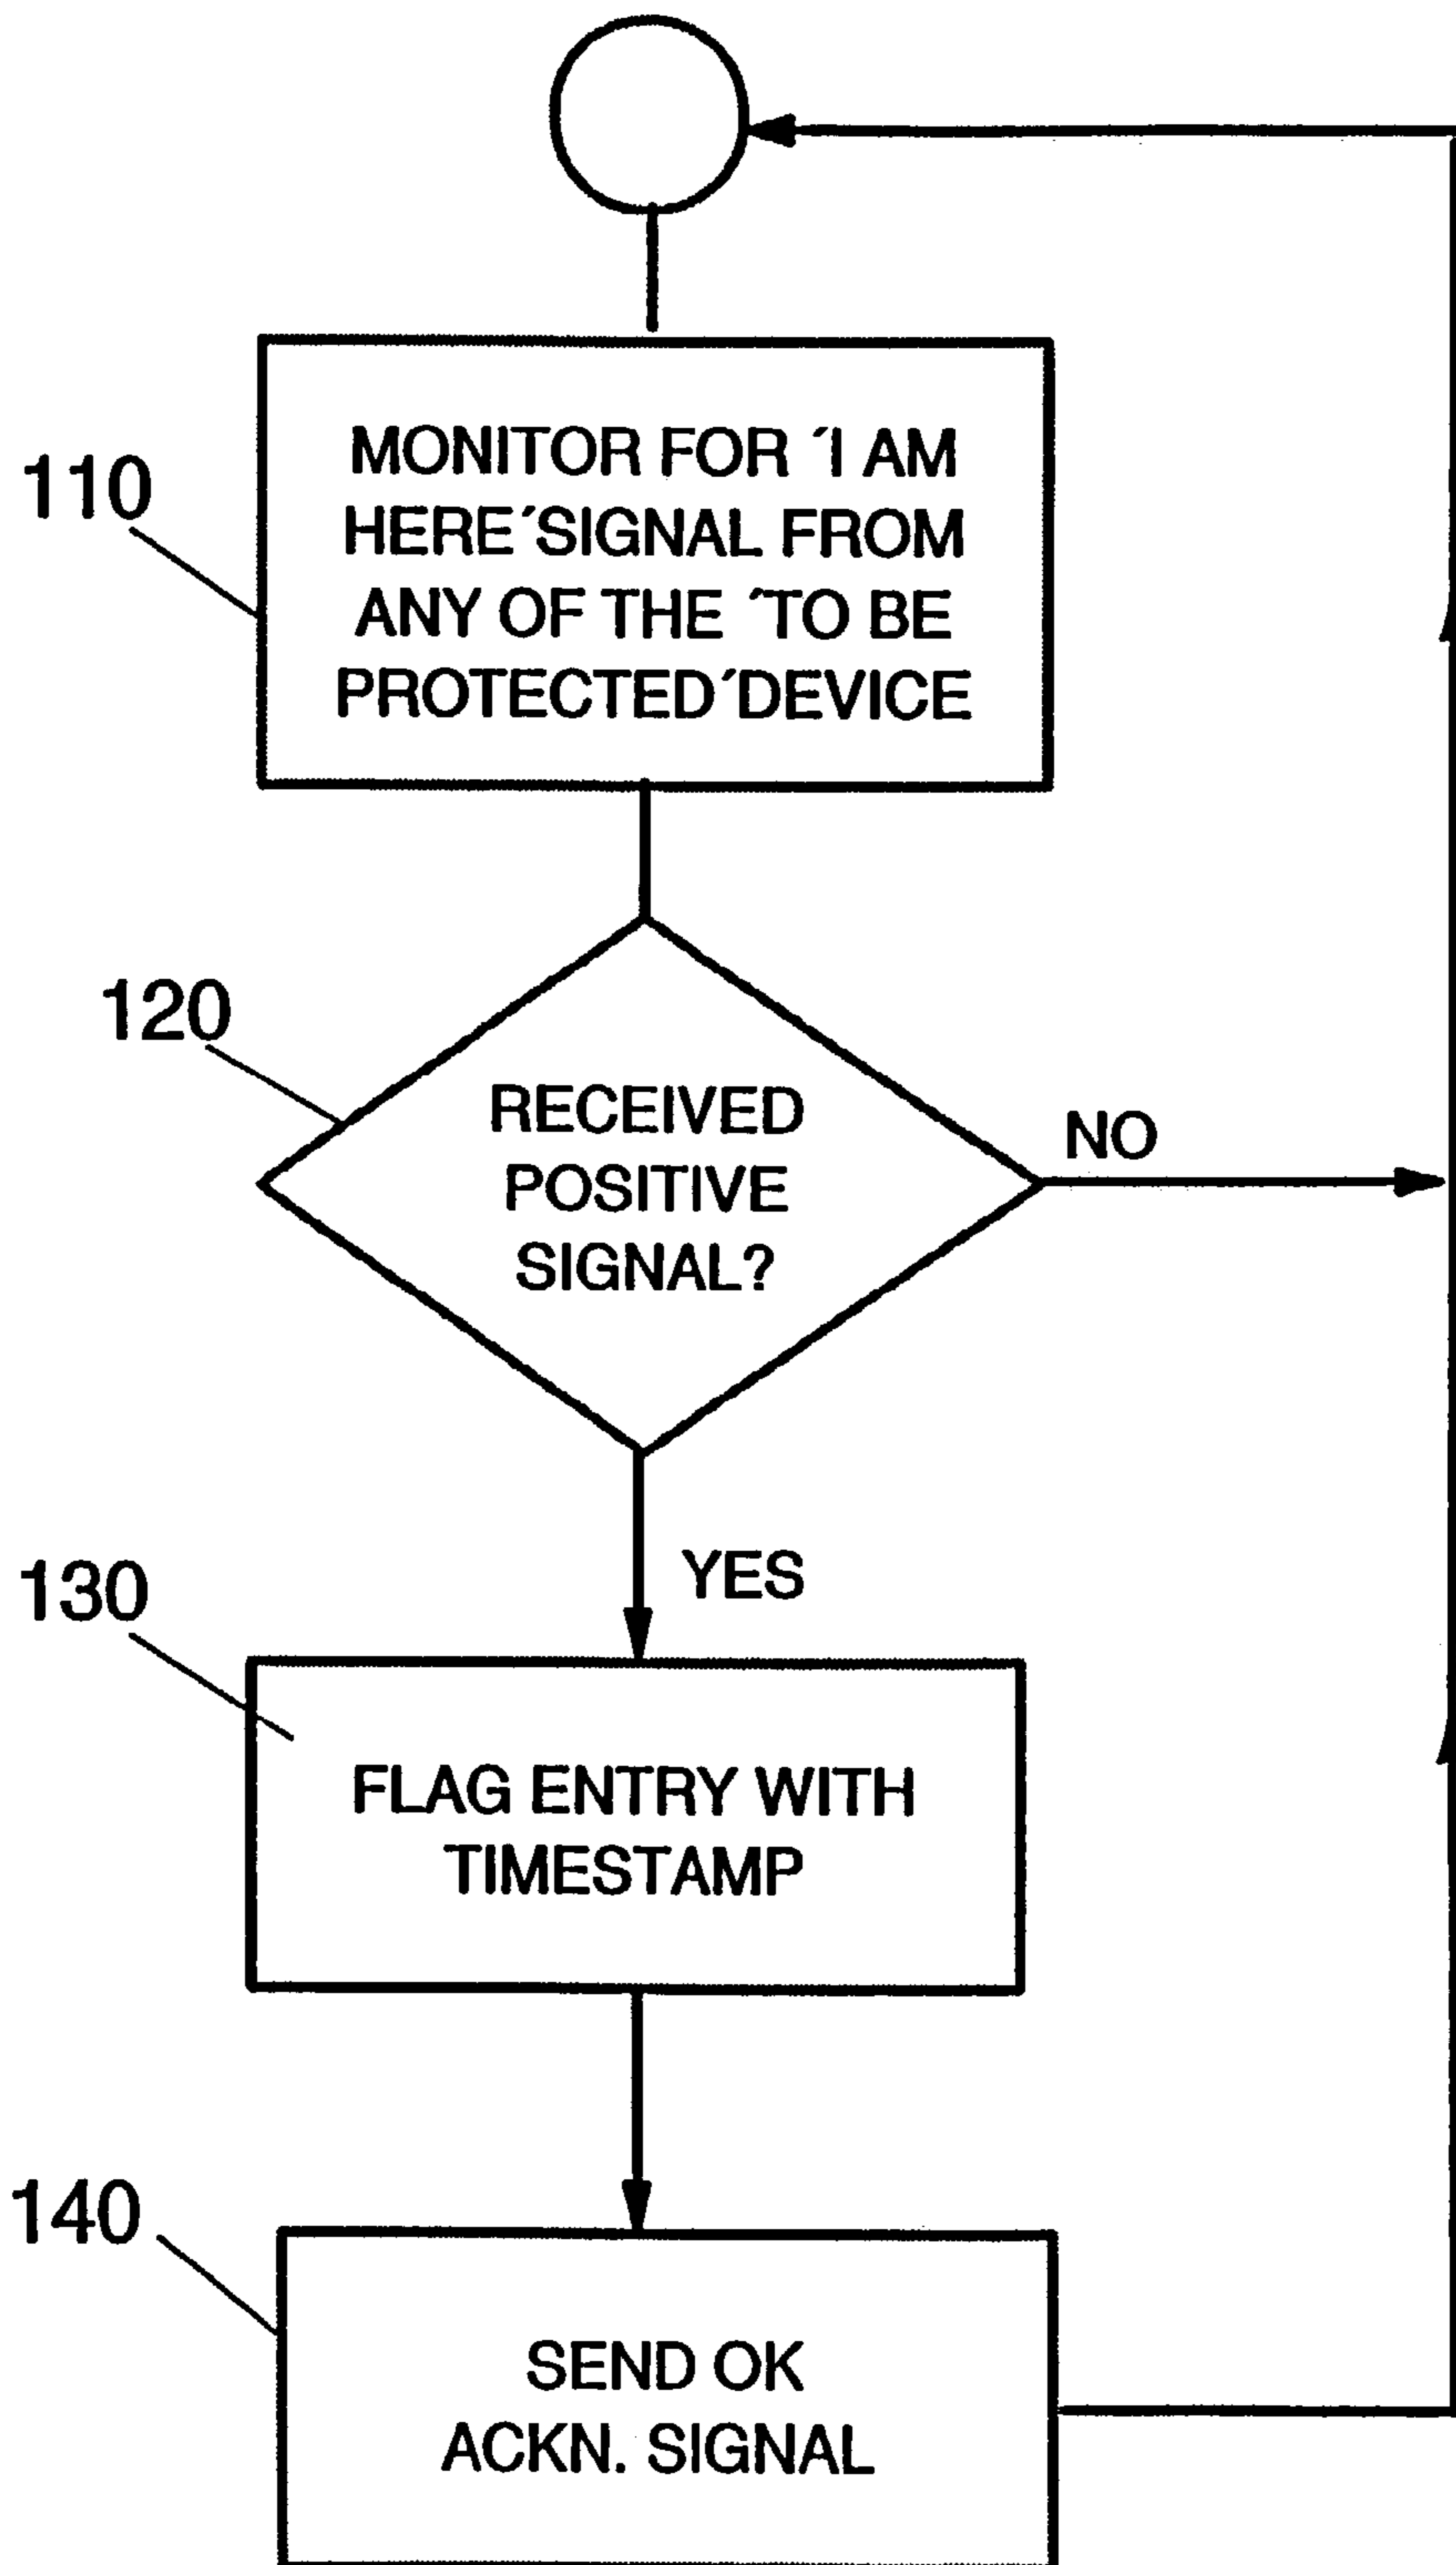 110
MONITOR FOR ´I AM
HERE´SIGNAL FROM
ANY OF THE ´TO BE
PROTECTED´DEVICE
120
RECEIVED
POSITIVE
SIGNAL?
NO
YES
130
FLAG ENTRY WITH
TIMESTAMP
140
SEND OK
ACKN. SIGNAL